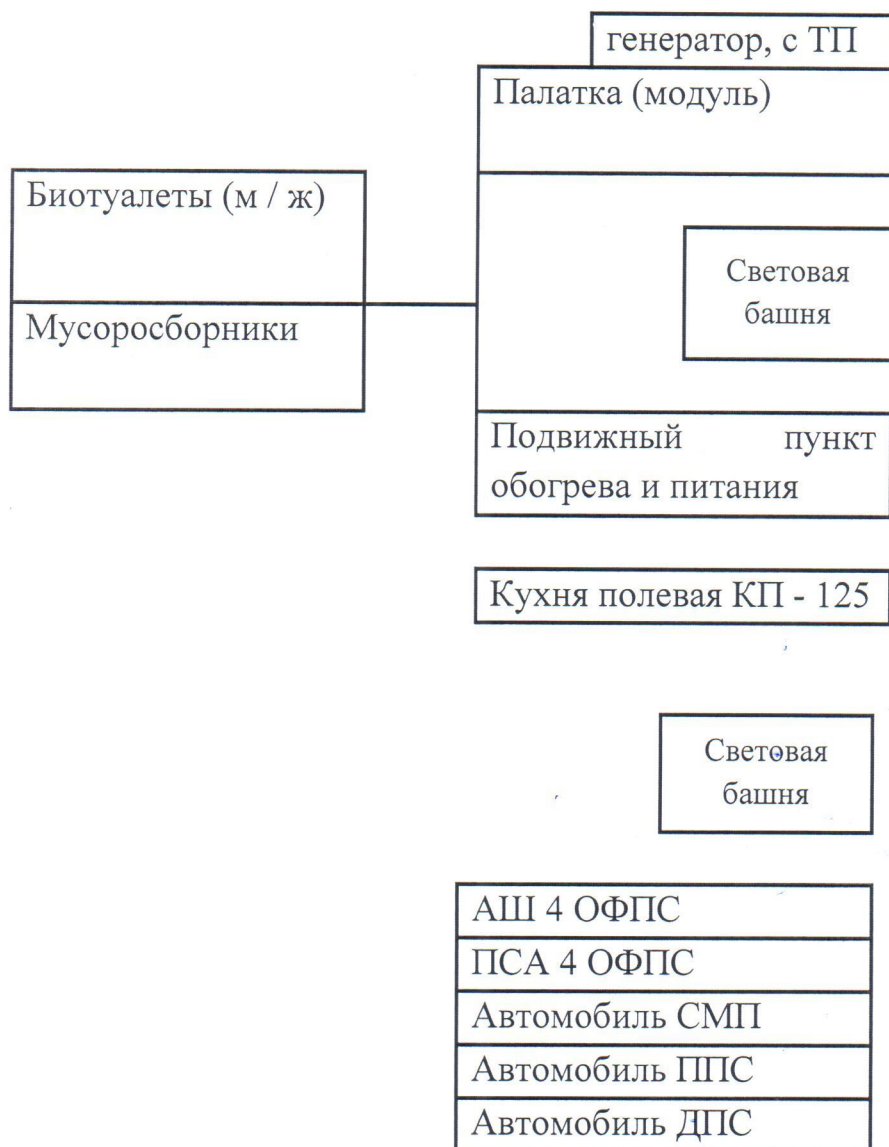 генератор, с ТП
Палатка (модуль)
Биотуалеты (м / ж)
Световая
башня
Мусоросборники
Подвижный пункт
обогрева и питания
Кухня полевая КП - 125
Световая
башня
АШ 4 ОФПС
ПСА 4 ОФПС
Автомобиль СМП
Автомобиль ППС
Автомобиль ДПС